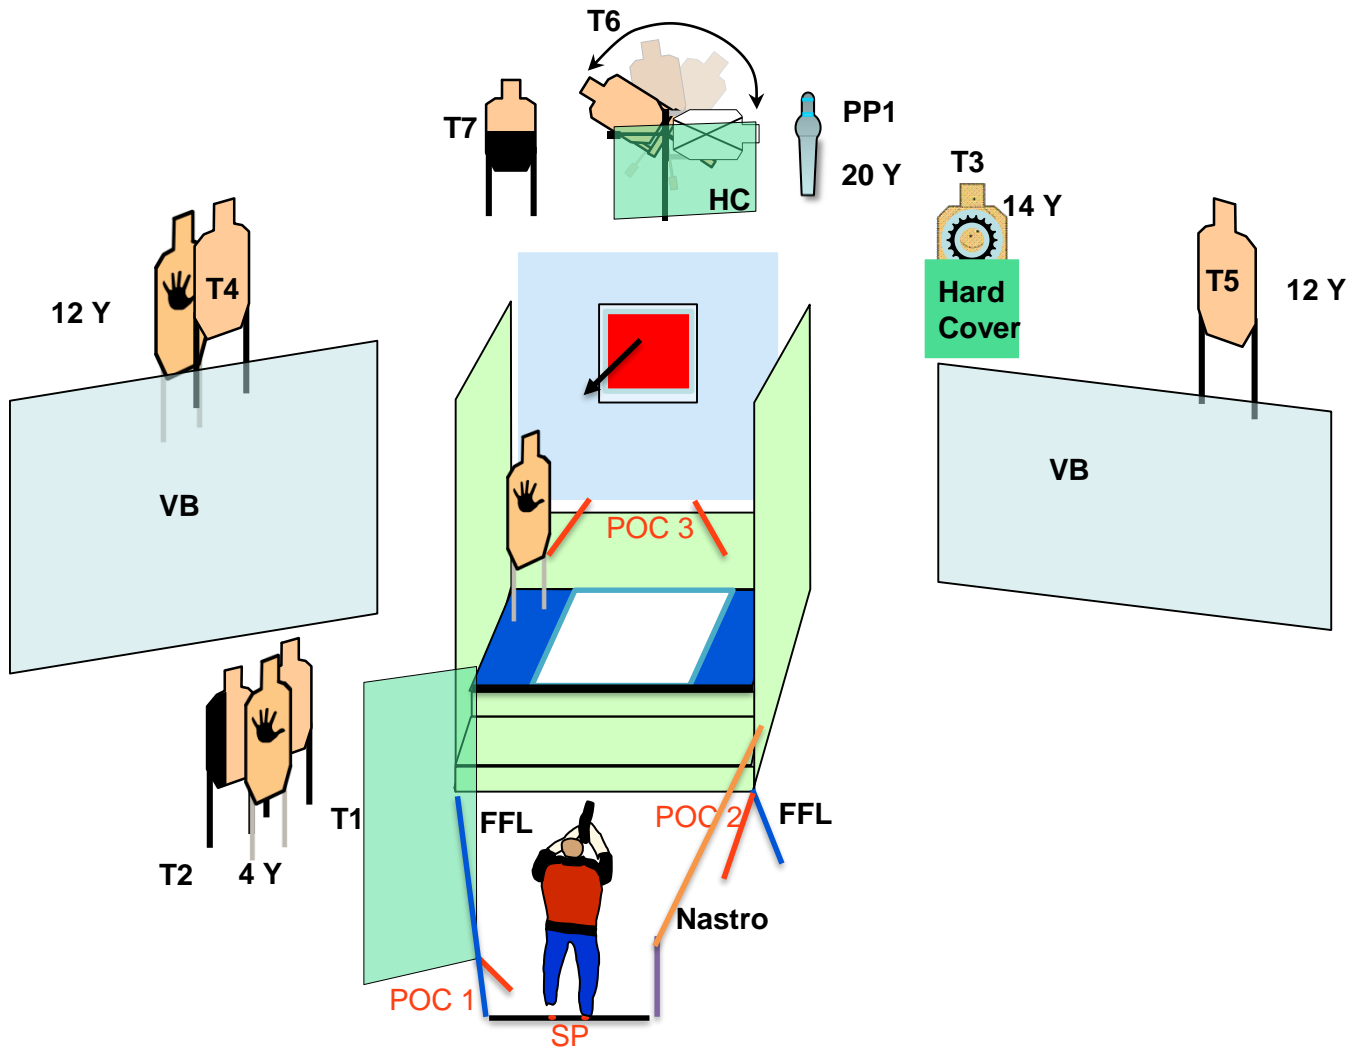 T6
T7
PP1
20 Y
HC
T3
14 Y
12 Y
T4
Hard
Cover
T5
12 Y
VB
VB
POC 3
T1
FFL
POC 2
FFL
T2
4 Y
Nastro
POC 1
SP